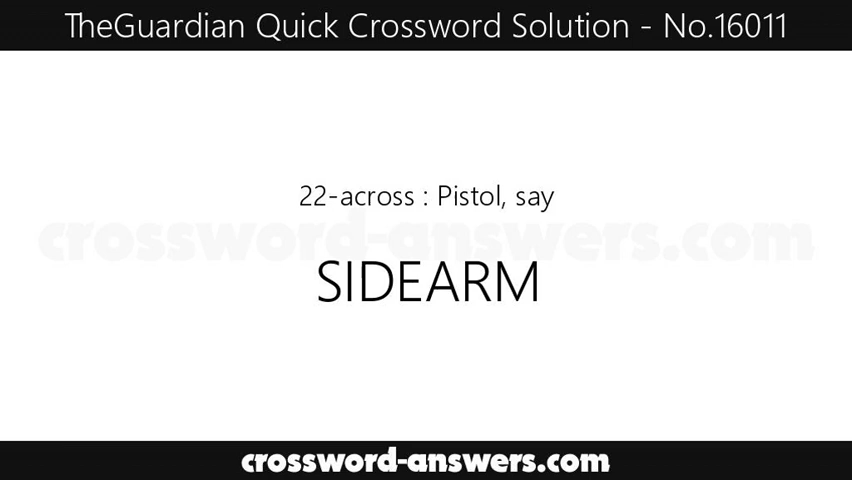 TheGuardian Quick Crossword Solution - No.16011
22-across : Pistol, say
crossword-answers.com
SIDEARM
crossword-answers.com